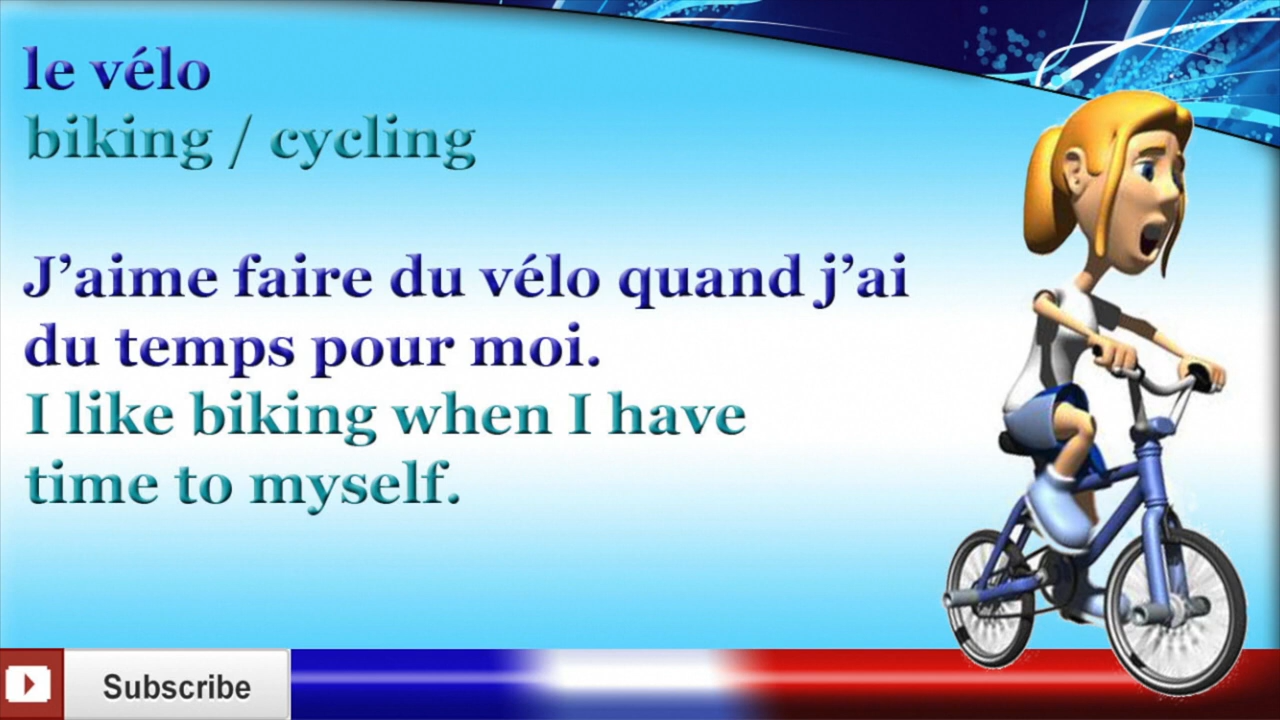 le vélo
biking / cycling
J’aime faire du vélo quand j’ai
du temps pour moi.
I like biking when I have
time to myself.
Subscribe